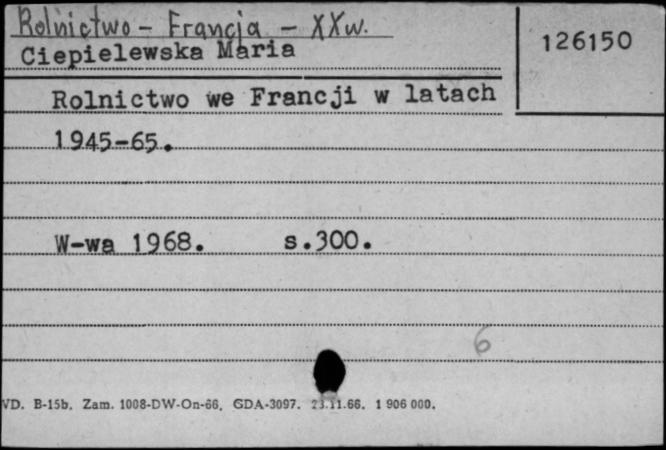 Rolnictwo - Francja - XXw.
Ciepielewska Maria
126150
Rolnictwo we Francji w latach
1945-65.
W-wa 1968. s.300.
6
VD. B-15b. Zam. 1008-DW-On-66. GDA-3097. 23.11.66. 1 906 000.